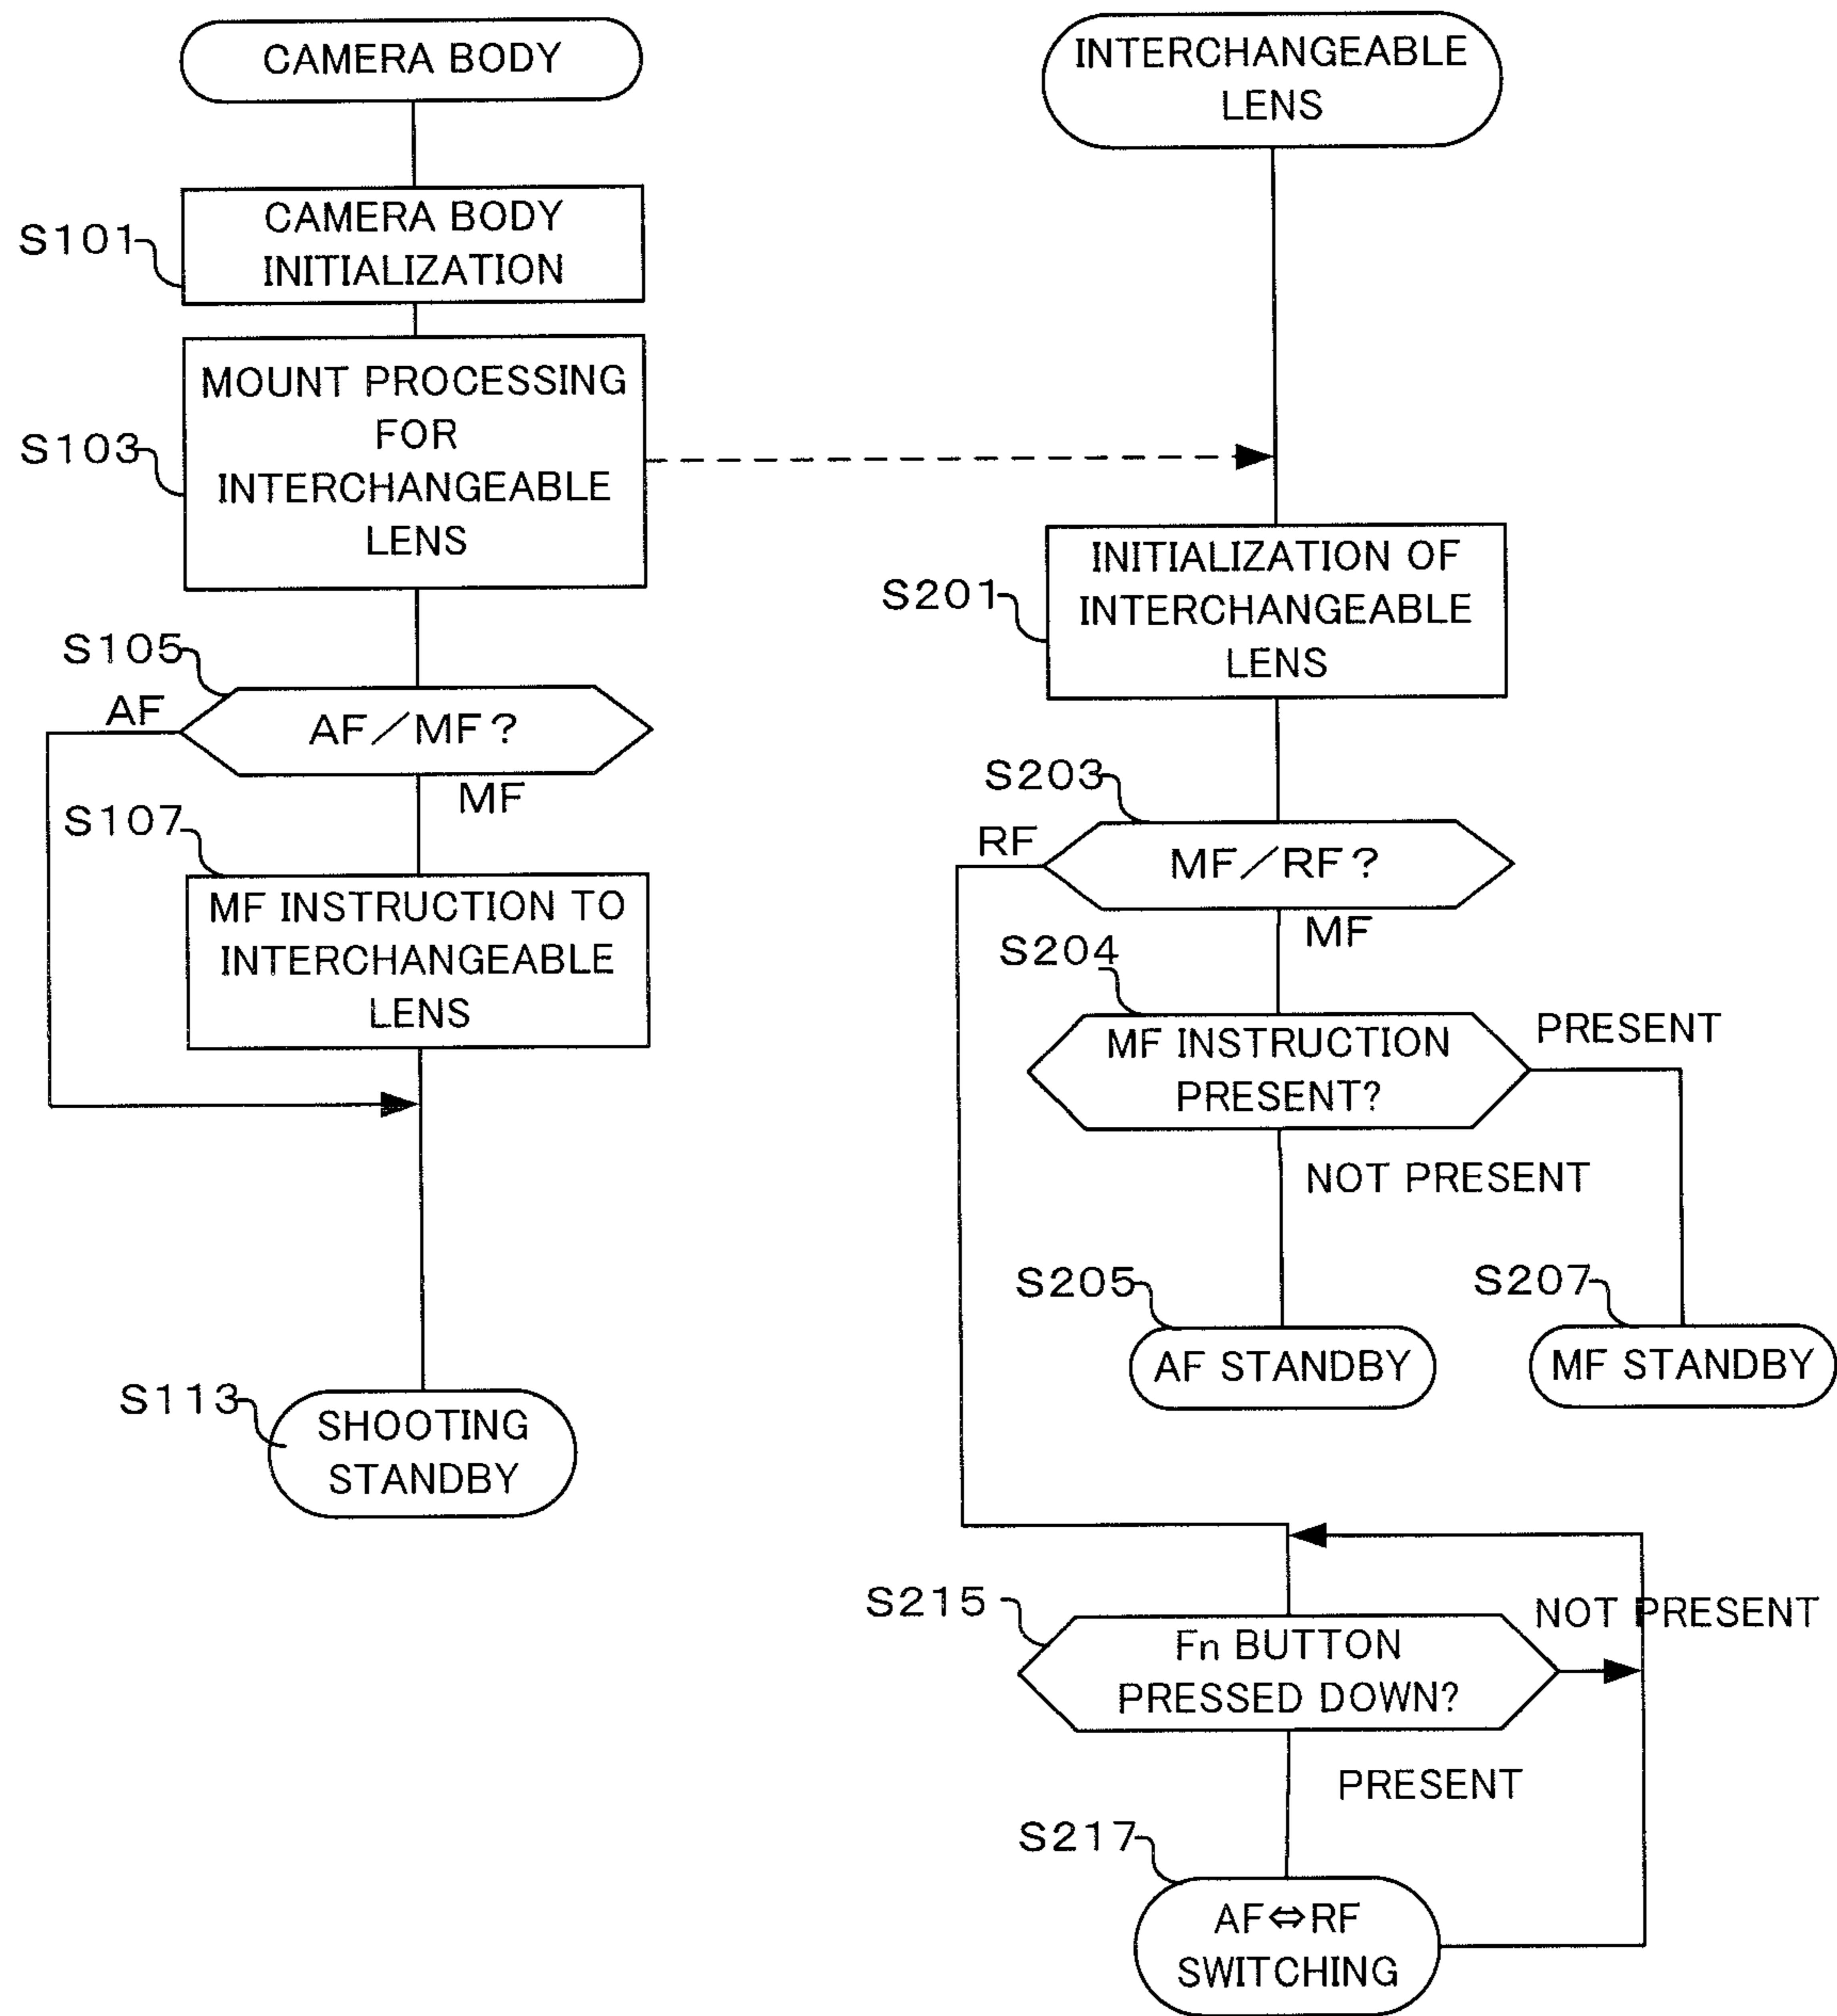 CAMERA BODY
S101
CAMERA BODY
INITIALIZATION
S103
MOUNT PROCESSING
FOR
INTERCHANGEABLE
LENS
S105
AF
AF／MF？
MF
S107
MF INSTRUCTION TO
INTERCHANGEABLE
LENS
S113
SHOOTING
STANDBY
INTERCHANGEABLE
LENS
S201
INITIALIZATION OF
INTERCHANGEABLE
LENS
S203
RF
MF／RF？
MF
S204
MF INSTRUCTION
PRESENT?
PRESENT
NOT PRESENT
S205
AF STANDBY
S207
MF STANDBY
S215
Fn BUTTON
PRESSED DOWN?
NOT PRESENT
PRESENT
S217
AF⇔RF
SWITCHING